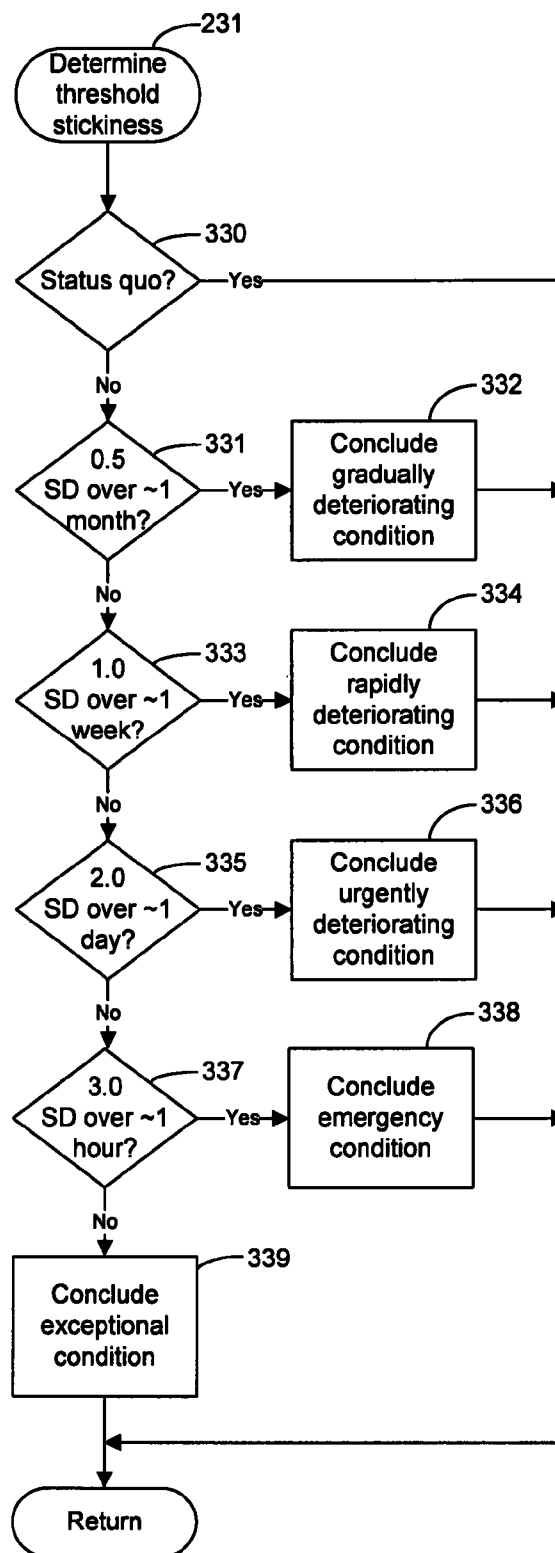 231
Determine
threshold
stickiness
330
Status quo?
Yes
No
331
0.5
SD over ~1
month?
Yes
332
Conclude
gradually
deteriorating
condition
No
333
1.0
SD over ~1
week?
Yes
334
Conclude
rapidly
deteriorating
condition
No
335
2.0
SD over ~1
day?
Yes
336
Conclude
urgently
deteriorating
condition
No
337
3.0
SD over ~1
hour?
Yes
338
Conclude
emergency
condition
No
339
Conclude
exceptional
condition
Return